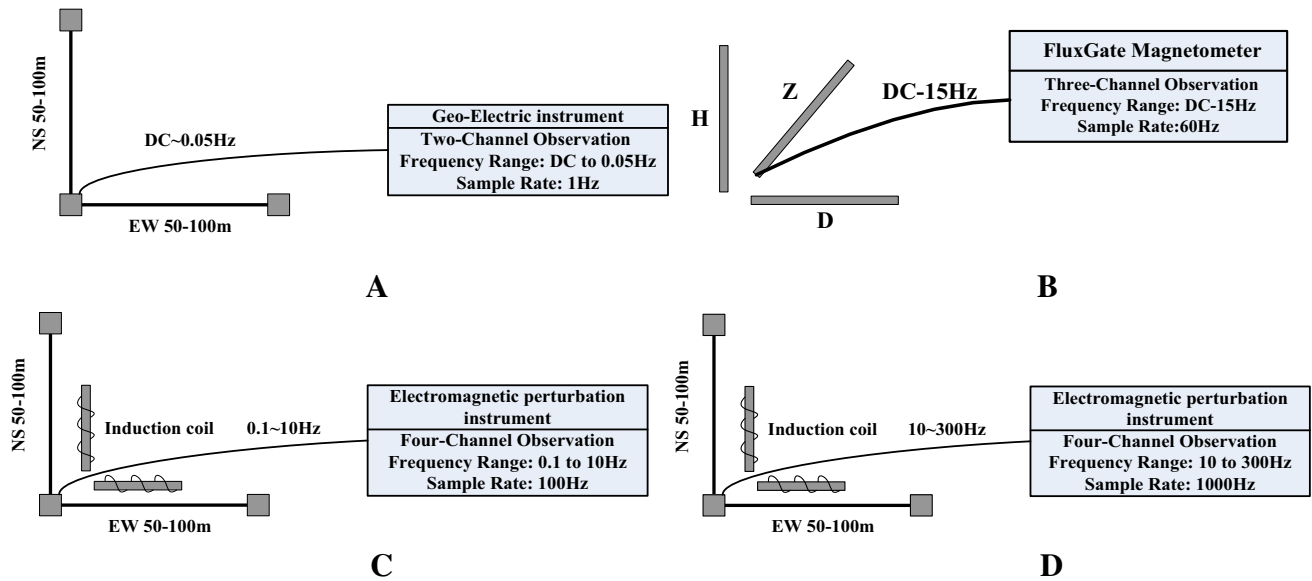 NS 50-100m
DC~0.05Hz
EW 50-100m
Geo-Electric instrument
Two-Channel Observation
Frequency Range: DC to 0.05Hz
Sample Rate: 1Hz
A
H
Z
D
DC-15Hz
FluxGate Magnetometer
Three-Channel Observation
Frequency Range: DC-15Hz
Sample Rate:60Hz
B
NS 50-100m
Induction coil
0.1~10Hz
EW 50-100m
Electromagnetic perturbation
instrument
Four-Channel Observation
Frequency Range: 0.1 to 10Hz
Sample Rate: 100Hz
C
NS 50-100m
Induction coil
10~300Hz
EW 50-100m
Electromagnetic perturbation
instrument
Four-Channel Observation
Frequency Range: 10 to 300Hz
Sample Rate: 1000Hz
D